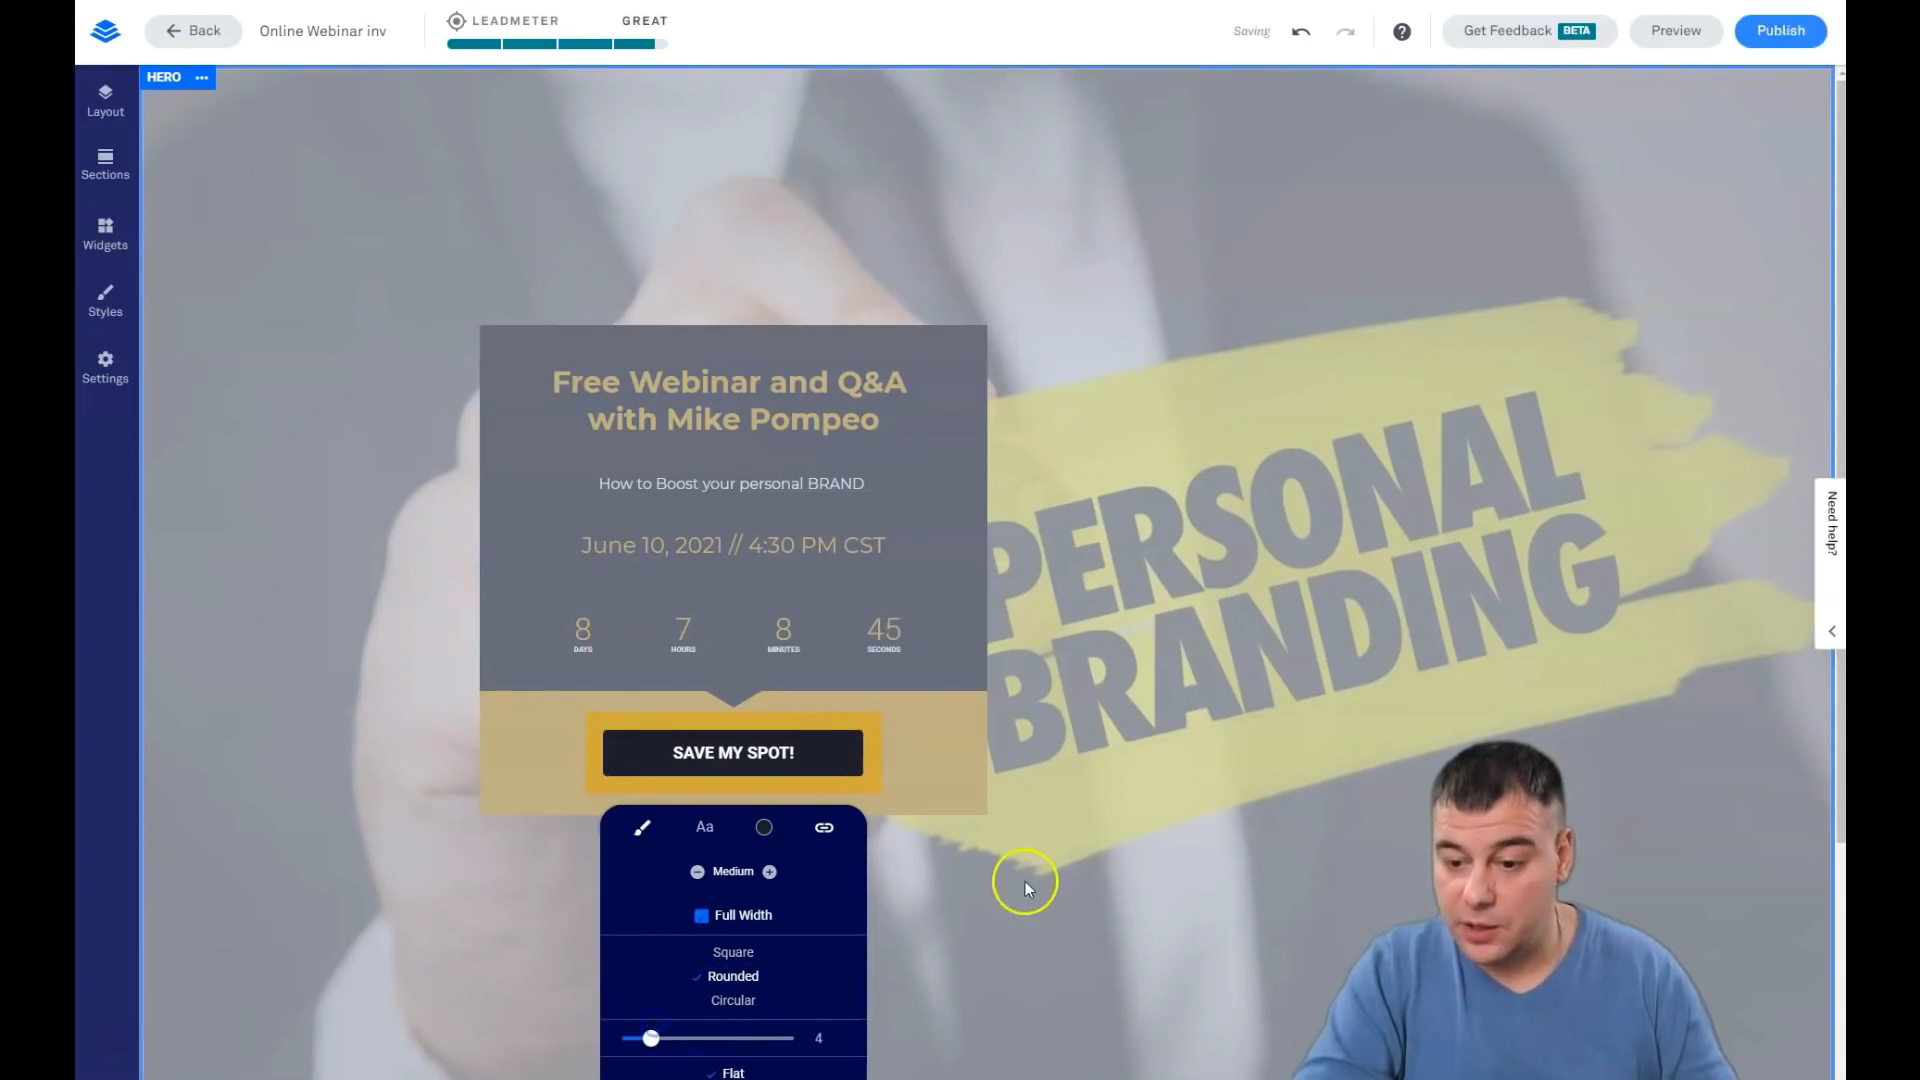 Back
Online Webinar inv
LEADMETER
GREAT
Saving
?
Get Feedback BETA
Preview
Publish
HERO
Layout
Sections
Widgets
Styles
Settings
Free Webinar and Q&A
with Mike Pompeo
How to Boost your personal BRAND
June 10, 2021 // 4:30 PM CST
8 7 8 45
DAYS HOURS MINUTES SECONDS
SAVE MY SPOT!
Aa
Medium
Full Width
Square
Rounded
Circular
4
Flat
PERSONAL
BRANDING
Need help?